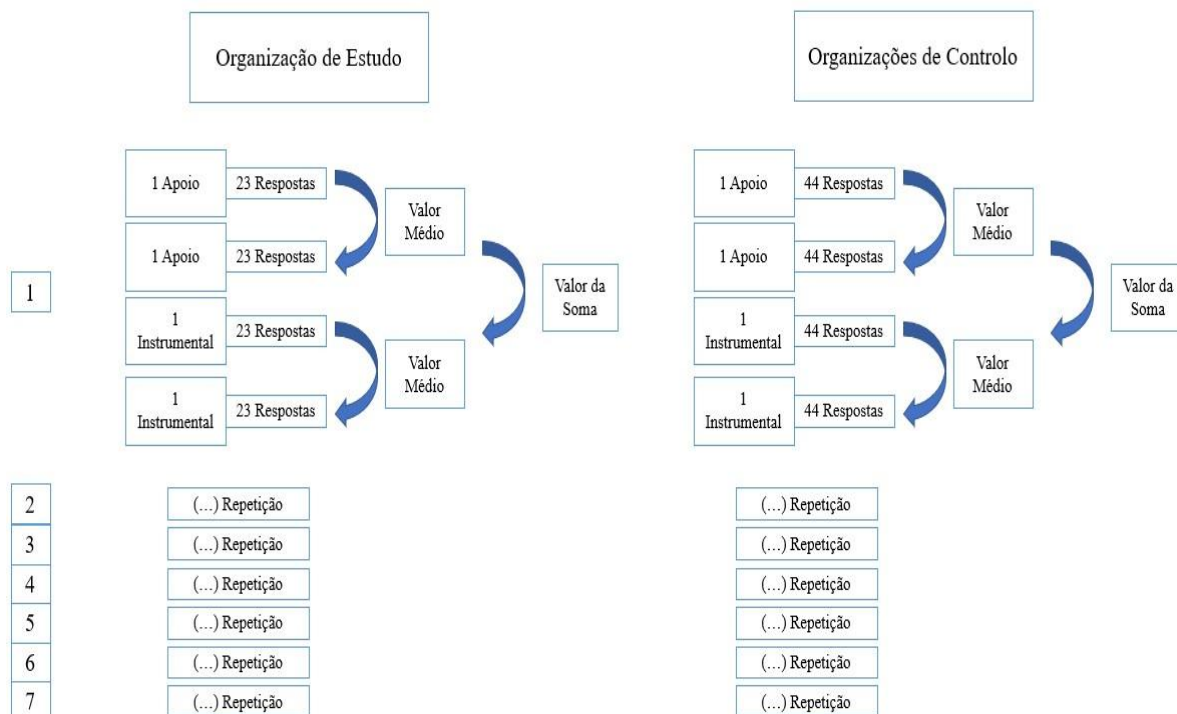 Organização de Estudo
Organizações de Controlo
1
1 Apoio
23 Respostas
1 Apoio
23 Respostas
1
Instrumental
23 Respostas
1
Instrumental
23 Respostas
Valor
Médio
Valor
Médio
Valor da
Soma
1 Apoio
44 Respostas
1 Apoio
44 Respostas
1
Instrumental
44 Respostas
1
Instrumental
44 Respostas
Valor
Médio
Valor
Médio
Valor da
Soma
2
(...) Repetição
(...) Repetição
3
(...) Repetição
(...) Repetição
4
(...) Repetição
(...) Repetição
5
(...) Repetição
(...) Repetição
6
(...) Repetição
(...) Repetição
7
(...) Repetição
(...) Repetição